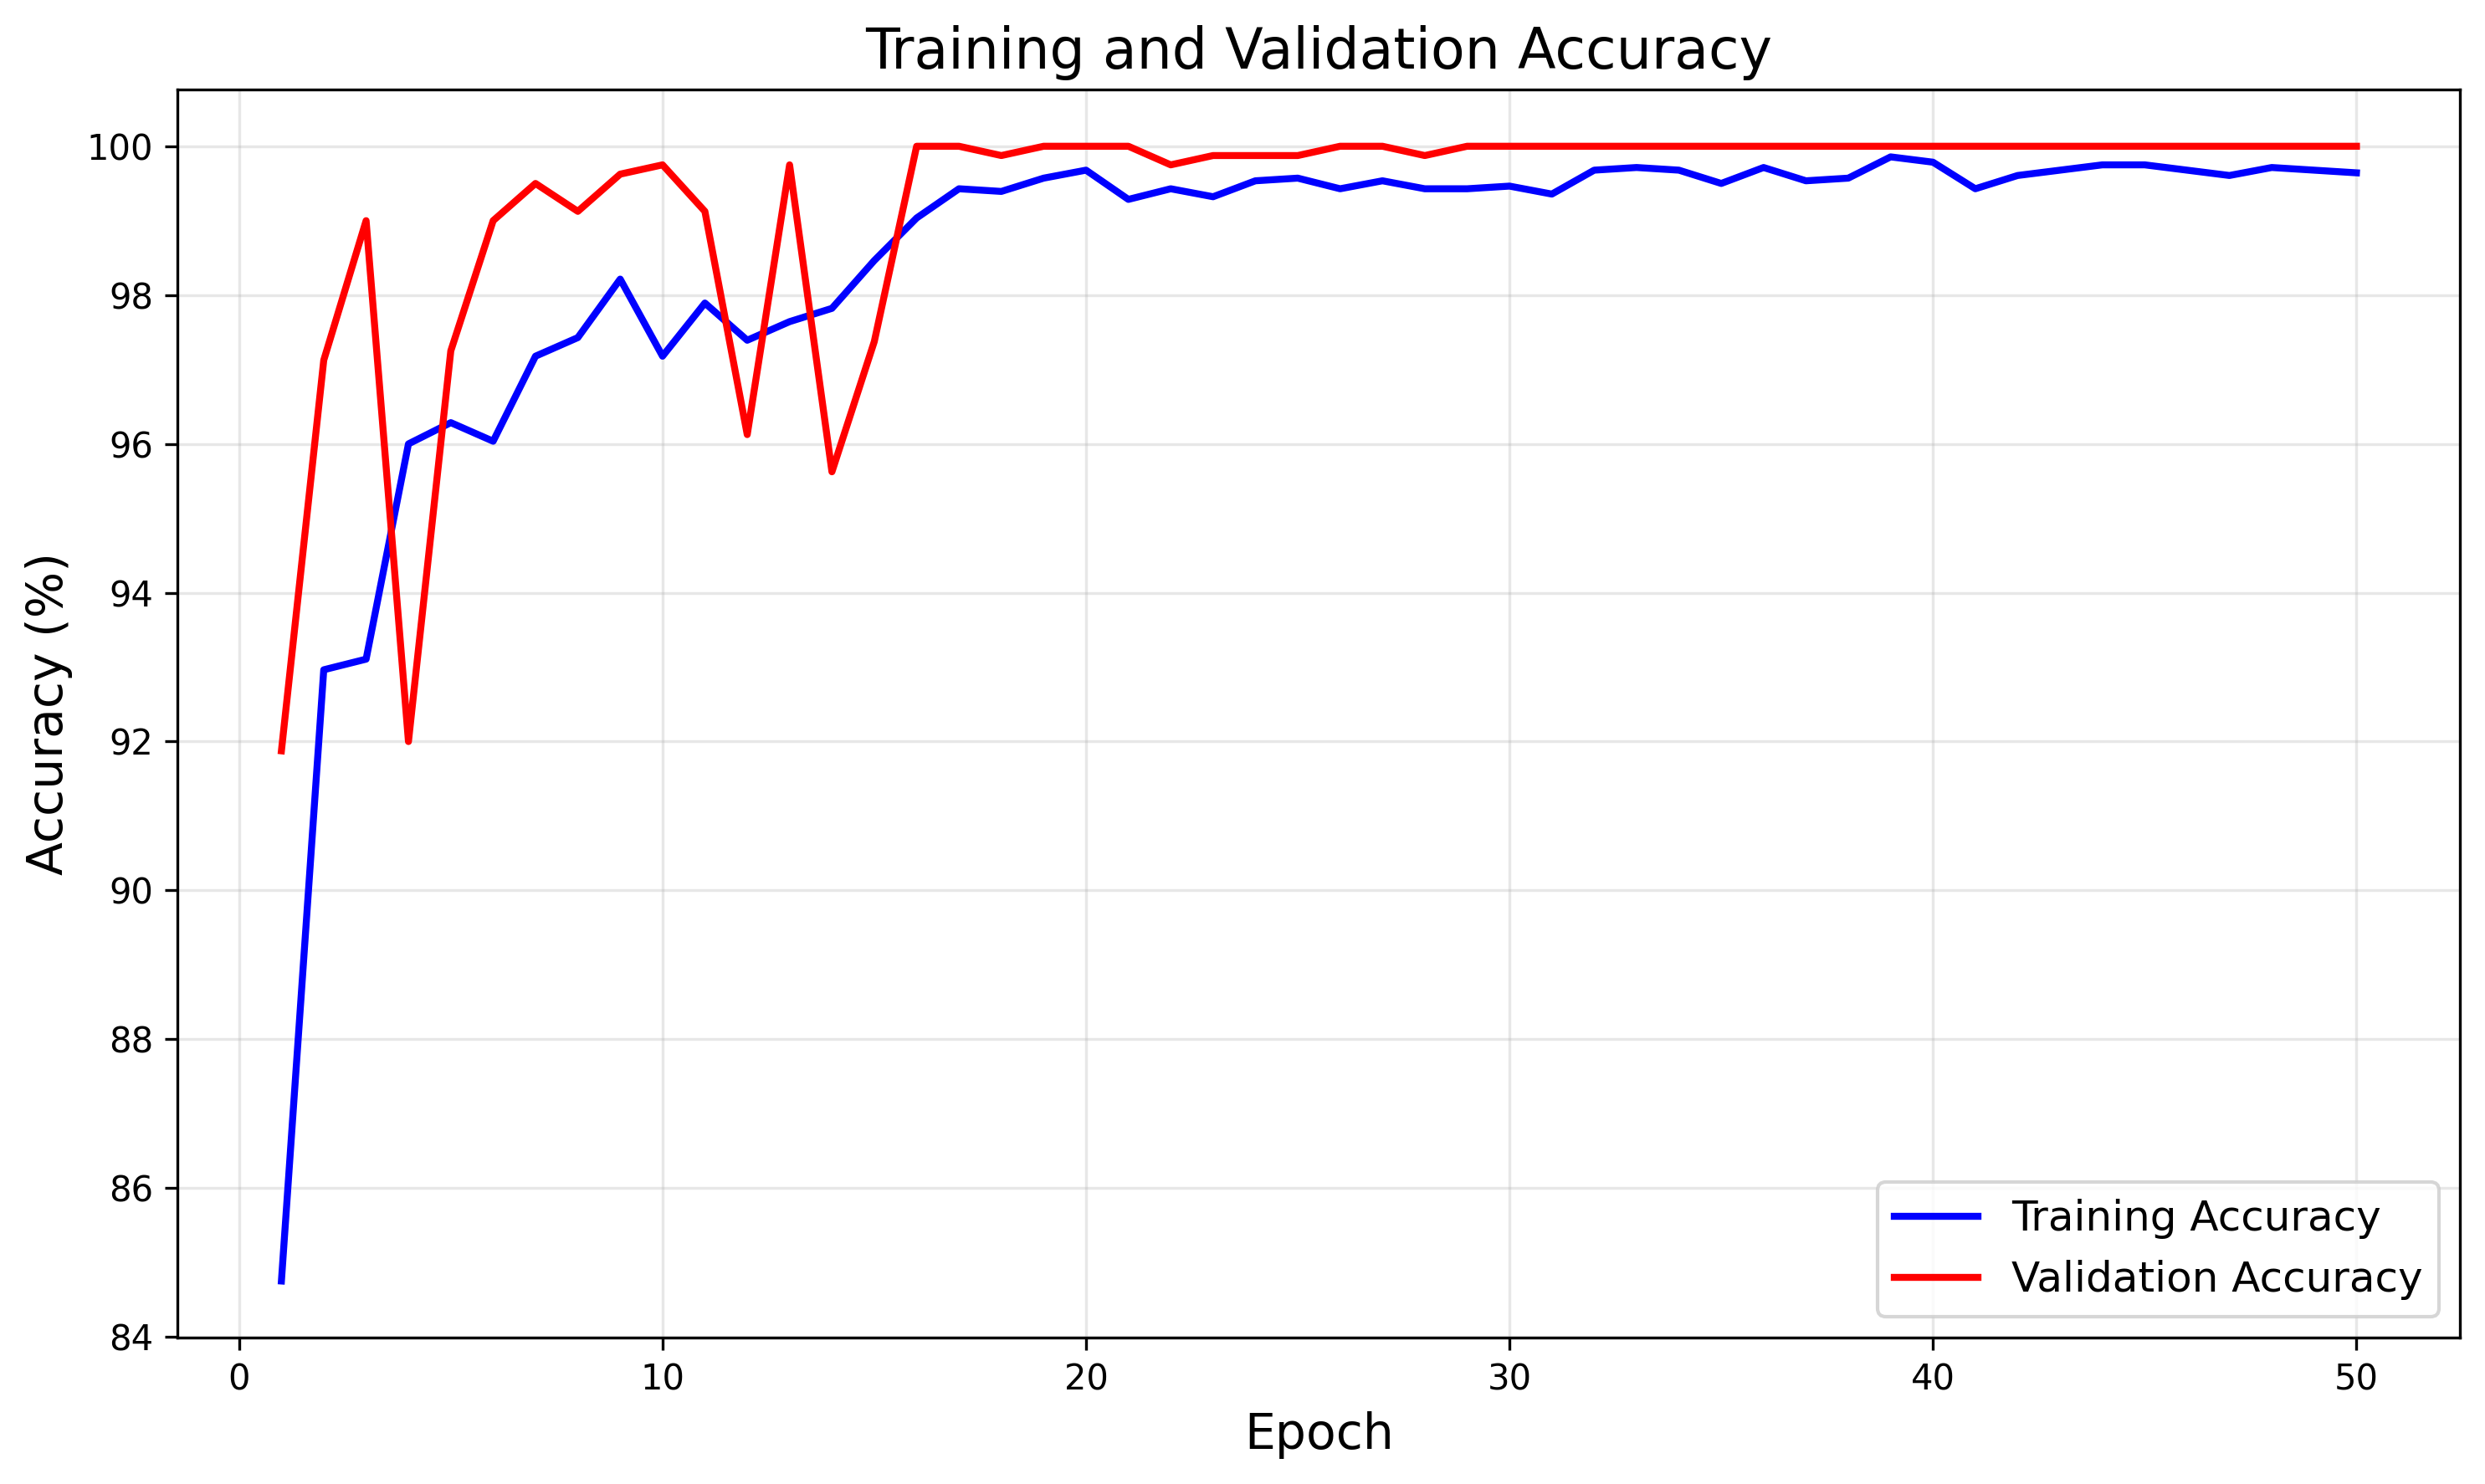 Training and Validation Accuracy
Accuracy (%)
100
98
96
94
92
90
88
86
84
0 10 20 30 40 50
Epoch
Training Accuracy
Validation Accuracy